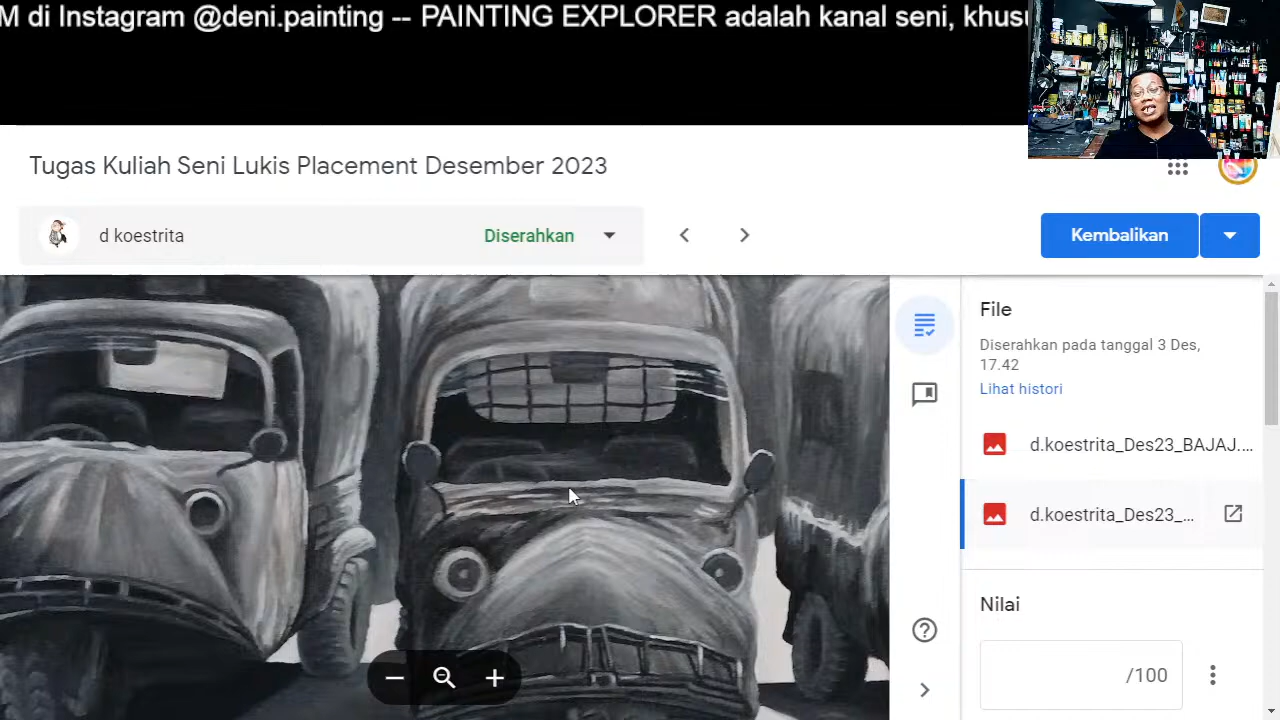 M di Instagram @deni.painting -- PAINTING EXPLORER adalah kanal seni, khusu
Tugas Kuliah Seni Lukis Placement Desember 2023
d koestrita
Diserahkan
Kembalikan
File
Diserahkan pada tanggal 3 Des,
17.42
Lihat histori
d.koestrita_Des23_BAJAJ....
d.koestrita_Des23_...
Nilai
/100